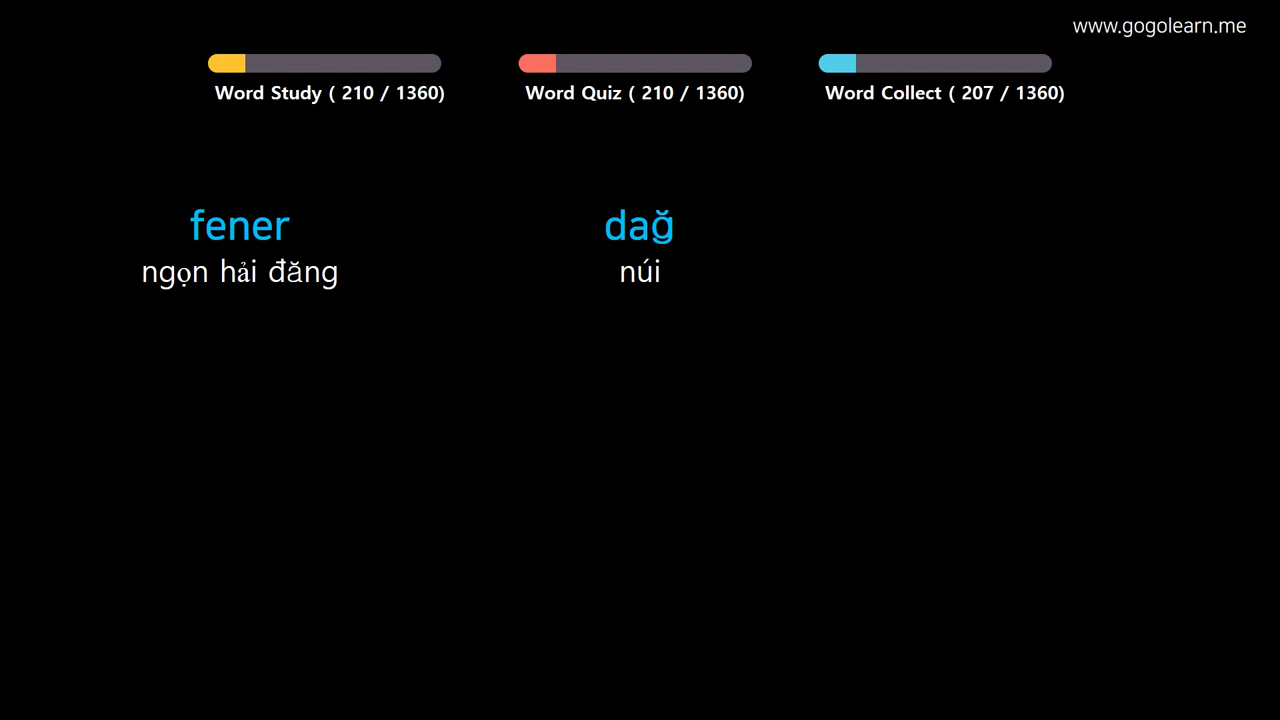 www.gogolearn.me
Word Study ( 210 / 1360)
Word Quiz ( 210 / 1360)
Word Collect ( 207 / 1360)
fener
ngọn hải đăng
dağ
núi